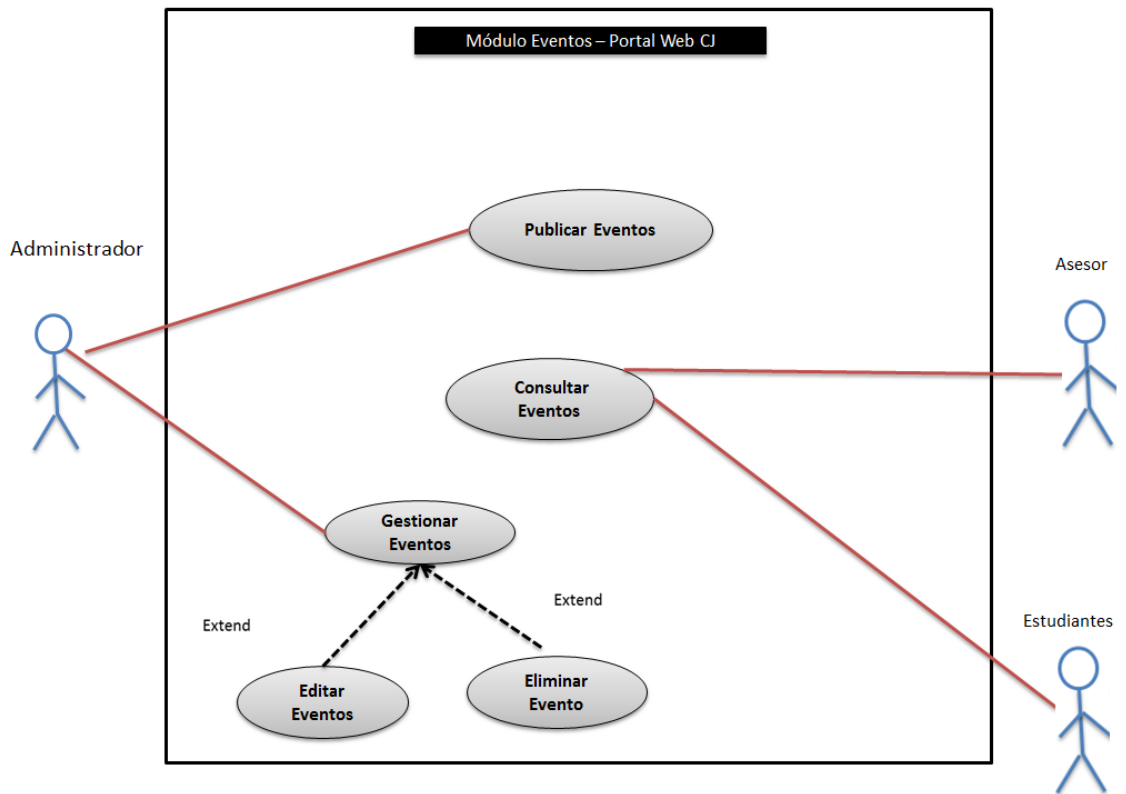 Módulo Eventos – Portal Web CJ
Publicar Eventos
Administrador
Asesor
Consultar
Eventos
Gestionar
Eventos
Extend
Extend
Estudiantes
Editar
Eventos
Eliminar
Evento